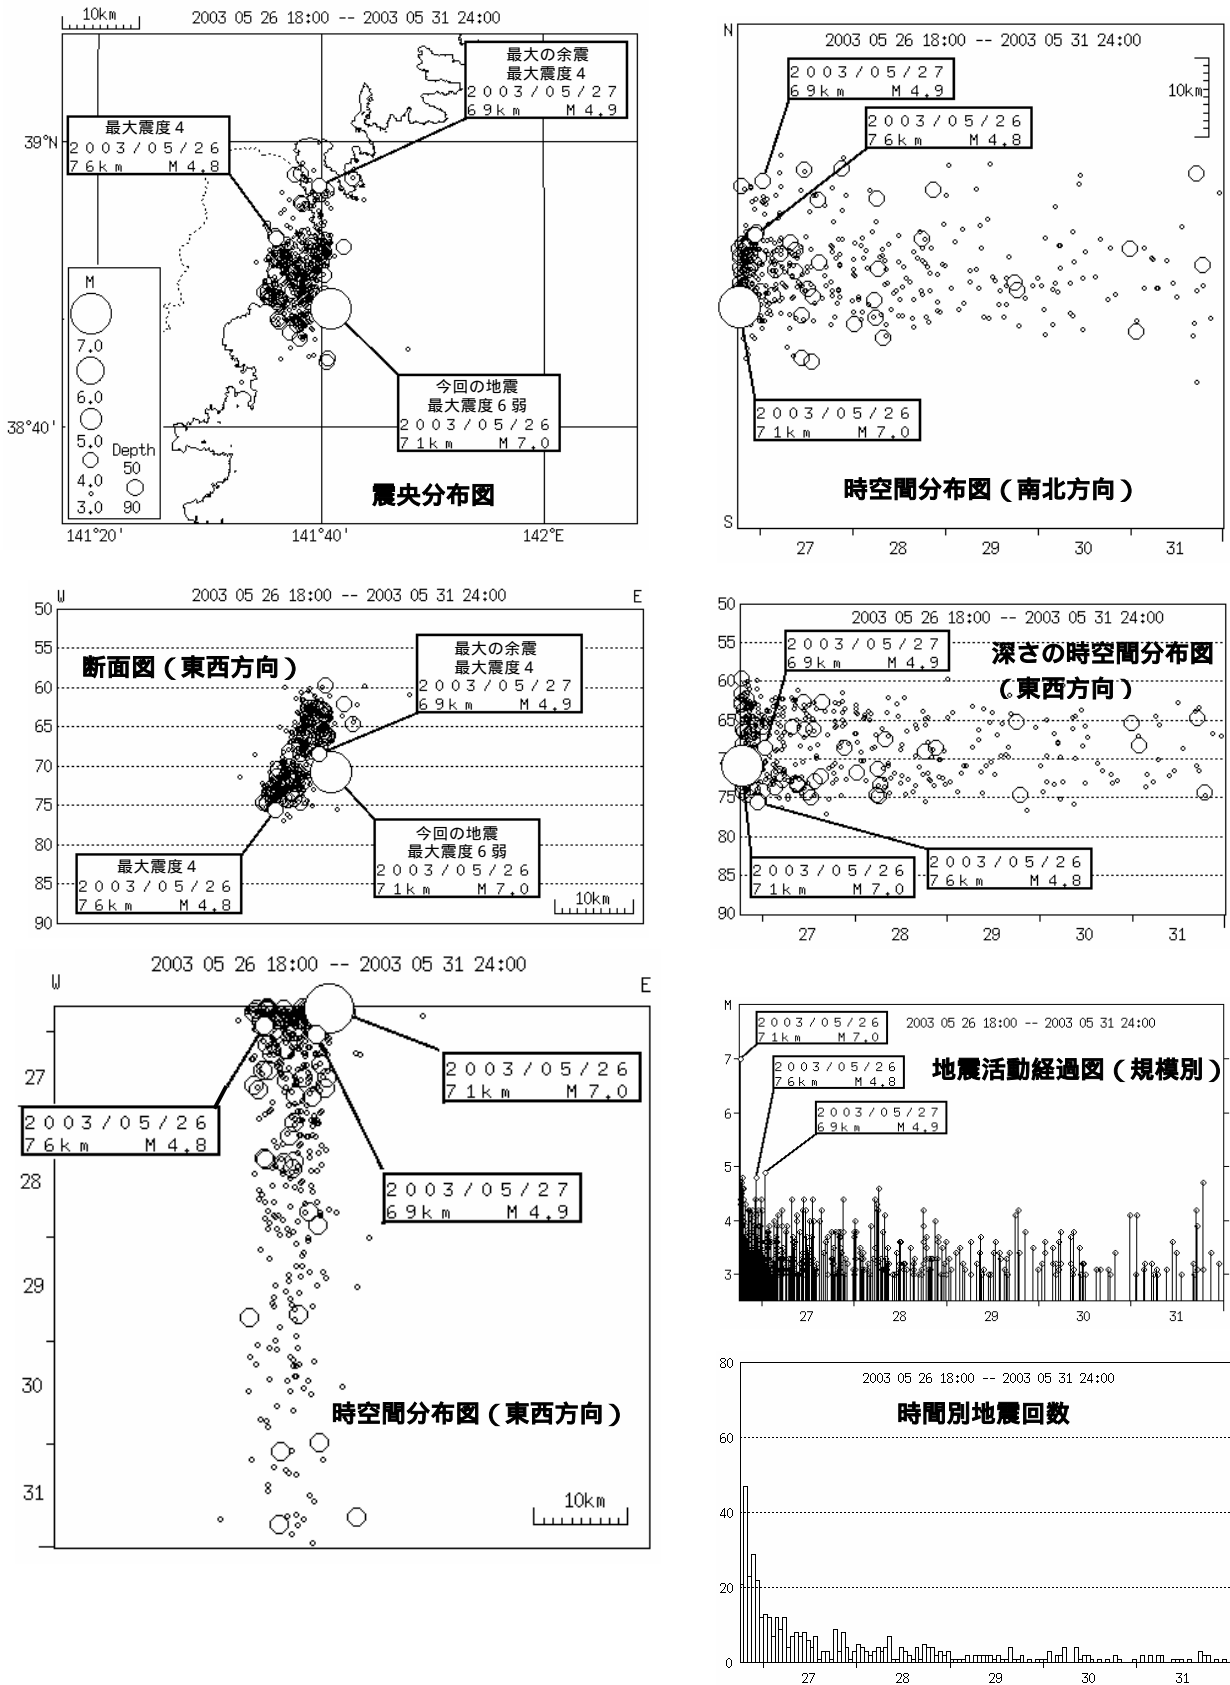 10km
2003 05 26 18:00 -- 2003 05 31 24:00
最大の余震
最大震度4
2003/05/27
69km M4.9
最大震度4
2003/05/26
76km M4.8
39°N
M
7.0
6.0
5.0
4.0
3.0
Depth
50
90
今回の地震
最大震度6弱
2003/05/26
71km M7.0
38°40'
震央分布図
141°20'
141°40'
142°E
N
2003 05 26 18:00 -- 2003 05 31 24:00
2003/05/27
69km M4.9
10km
2003/05/26
76km M4.8
2003/05/26
71km M7.0
時空間分布図(南北方向)
S
27
28
29
30
31
W
2003 05 26 18:00 -- 2003 05 31 24:00
E
50
55
60
65
70
75
80
85
90
断面図(東西方向)
最大の余震
最大震度4
2003/05/27
69km M4.9
今回の地震
最大震度6弱
2003/05/26
71km M7.0
最大震度4
2003/05/26
76km M4.8
10km
50
55
60
65
70
75
80
85
90
2003 05 26 18:00 -- 2003 05 31 24:00
2003/05/27
69km M4.9
深さの時空間分布図
(東西方向)
2003/05/26
71km M7.0
2003/05/26
76km M4.8
27
28
29
30
31
2003 05 26 18:00 -- 2003 05 31 24:00
W
E
27
28
29
30
31
2003/05/26
71km M7.0
2003/05/26
76km M4.8
2003/05/27
69km M4.9
時空間分布図(東西方向)
10km
M
7
6
5
4
3
2003/05/26
71km M7.0
2003 05 26 18:00 -- 2003 05 31 24:00
2003/05/26
76km M4.8
地震活動経過図(規模別)
2003/05/27
69km M4.9
27
28
29
30
31
80
60
40
20
0
2003 05 26 18:00 -- 2003 05 31 24:00
時間別地震回数
27
28
29
30
31